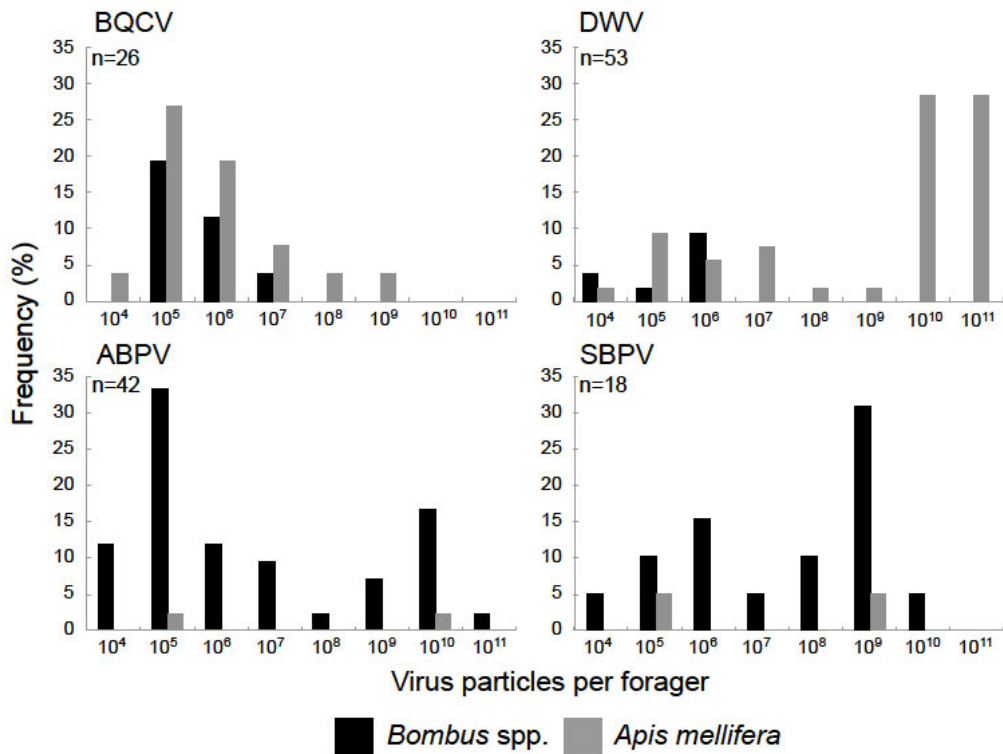 BQCV
n=26
35
30
25
20
15
10
5
0
10⁴ 10⁵ 10⁶ 10⁷ 10⁸ 10⁹ 10¹⁰ 10¹¹
DWV
n=53
35
30
25
20
15
10
5
0
10⁴ 10⁵ 10⁶ 10⁷ 10⁸ 10⁹ 10¹⁰ 10¹¹
Frequency (%)
ABPV
n=42
35
30
25
20
15
10
5
0
10⁴ 10⁵ 10⁶ 10⁷ 10⁸ 10⁹ 10¹⁰ 10¹¹
SBPV
n=18
35
30
25
20
15
10
5
0
10⁴ 10⁵ 10⁶ 10⁷ 10⁸ 10⁹ 10¹⁰ 10¹¹
Virus particles per forager
Bombus spp. Apis mellifera